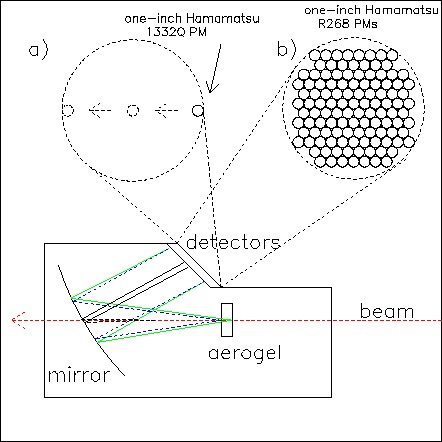 one-inch Hamamatsu
1332Q PM
one-inch Hamamatsu
R268 PMs
a)
b)
detectors
beam
aerogel
mirror